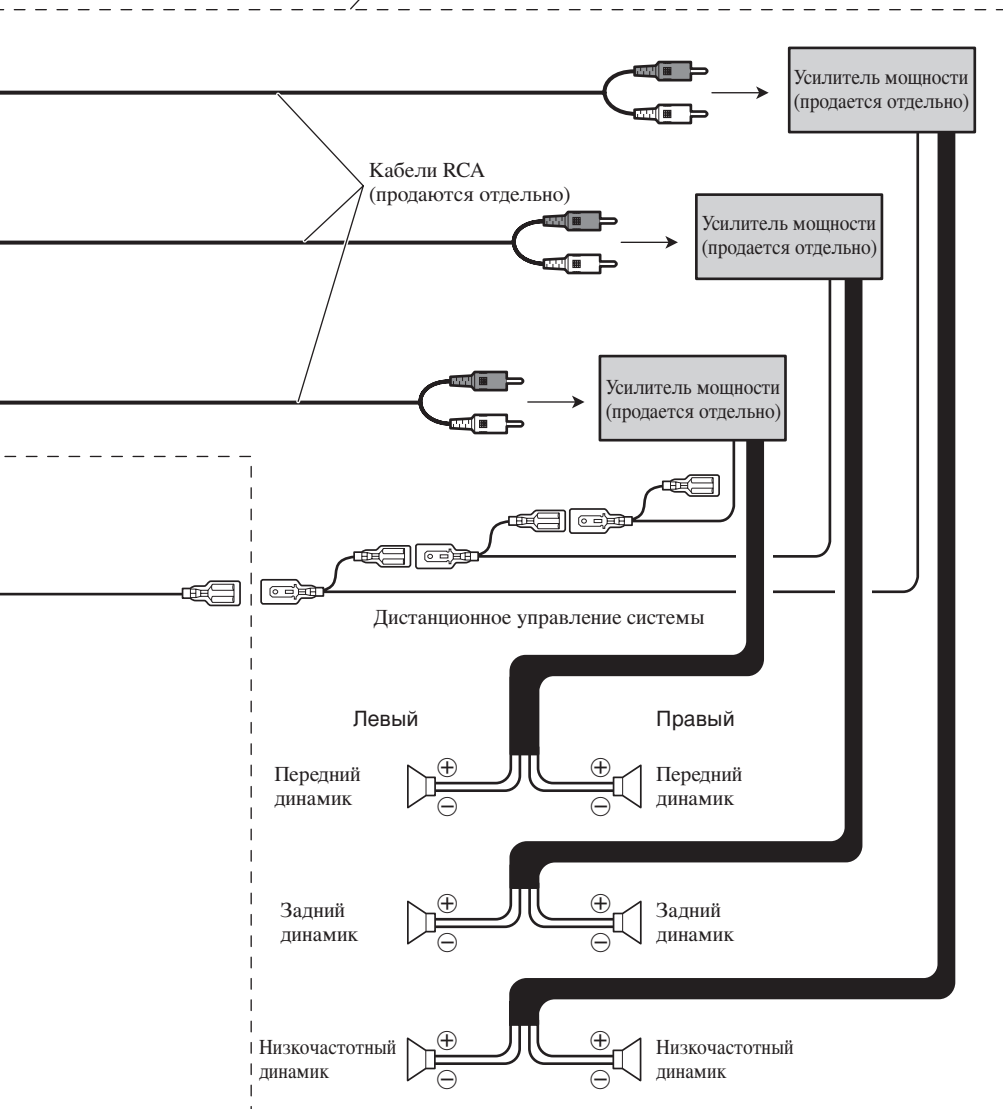 Усилитель мощности
(продается отдельно)
Кабели RCA
(продаются отдельно)
Усилитель мощности
(продается отдельно)
Усилитель мощности
(продается отдельно)
Дистанционное управление системы
Левый
Правый
Передний
динамик
+
−
+
−
Передний
динамик
Задний
динамик
+
−
+
−
Задний
динамик
Низкочастотный
динамик
+
−
+
−
Низкочастотный
динамик